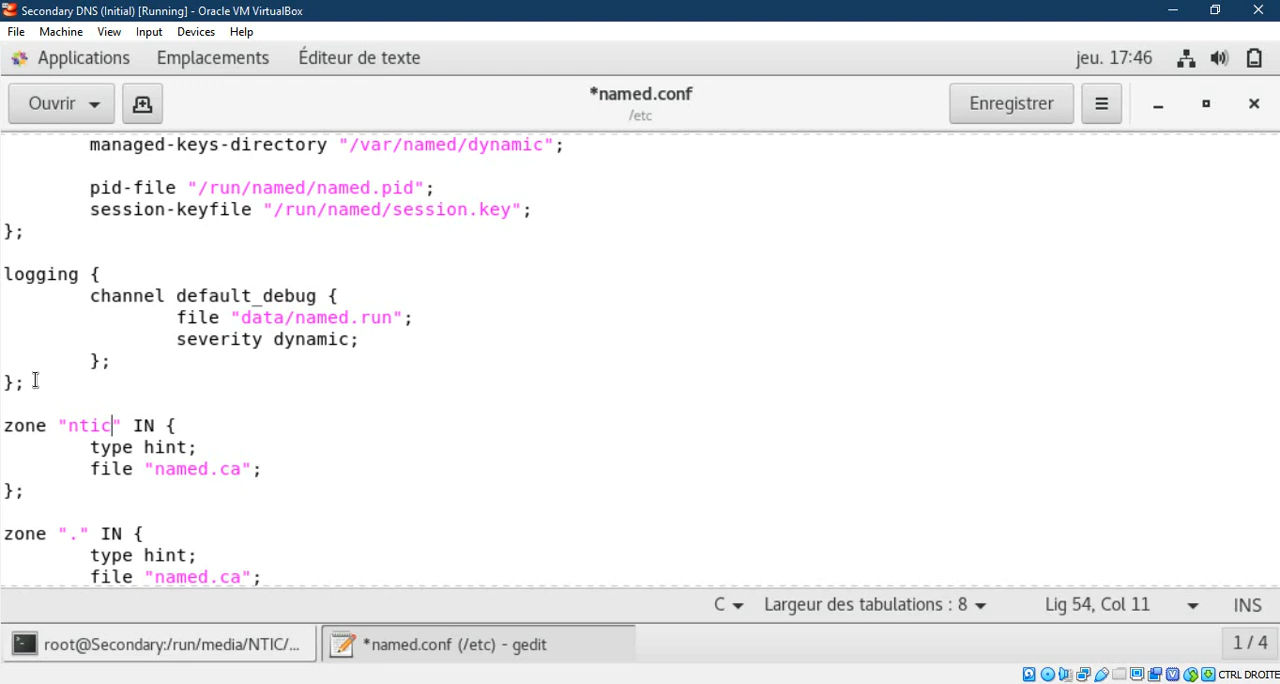 Secondary DNS (Initial) [Running] - Oracle VM VirtualBox
File Machine View Input Devices Help
Applications Emplacements Éditeur de texte jeu. 17:46
Ouvrir *named.conf Enregistrer
/etc
managed-keys-directory "/var/named/dynamic";
pid-file "/run/named/named.pid";
session-keyfile "/run/named/session.key";
};
logging {
channel default_debug {
file "data/named.run";
severity dynamic;
};
};
zone "ntic" IN {
type hint;
file "named.ca";
};
zone "." IN {
type hint;
file "named.ca";
C Largeur des tabulations : 8 Lig 54, Col 11 INS
root@Secondary:/run/media/NTIC/... *named.conf (/etc) - gedit 1 / 4
CTRL DROITE